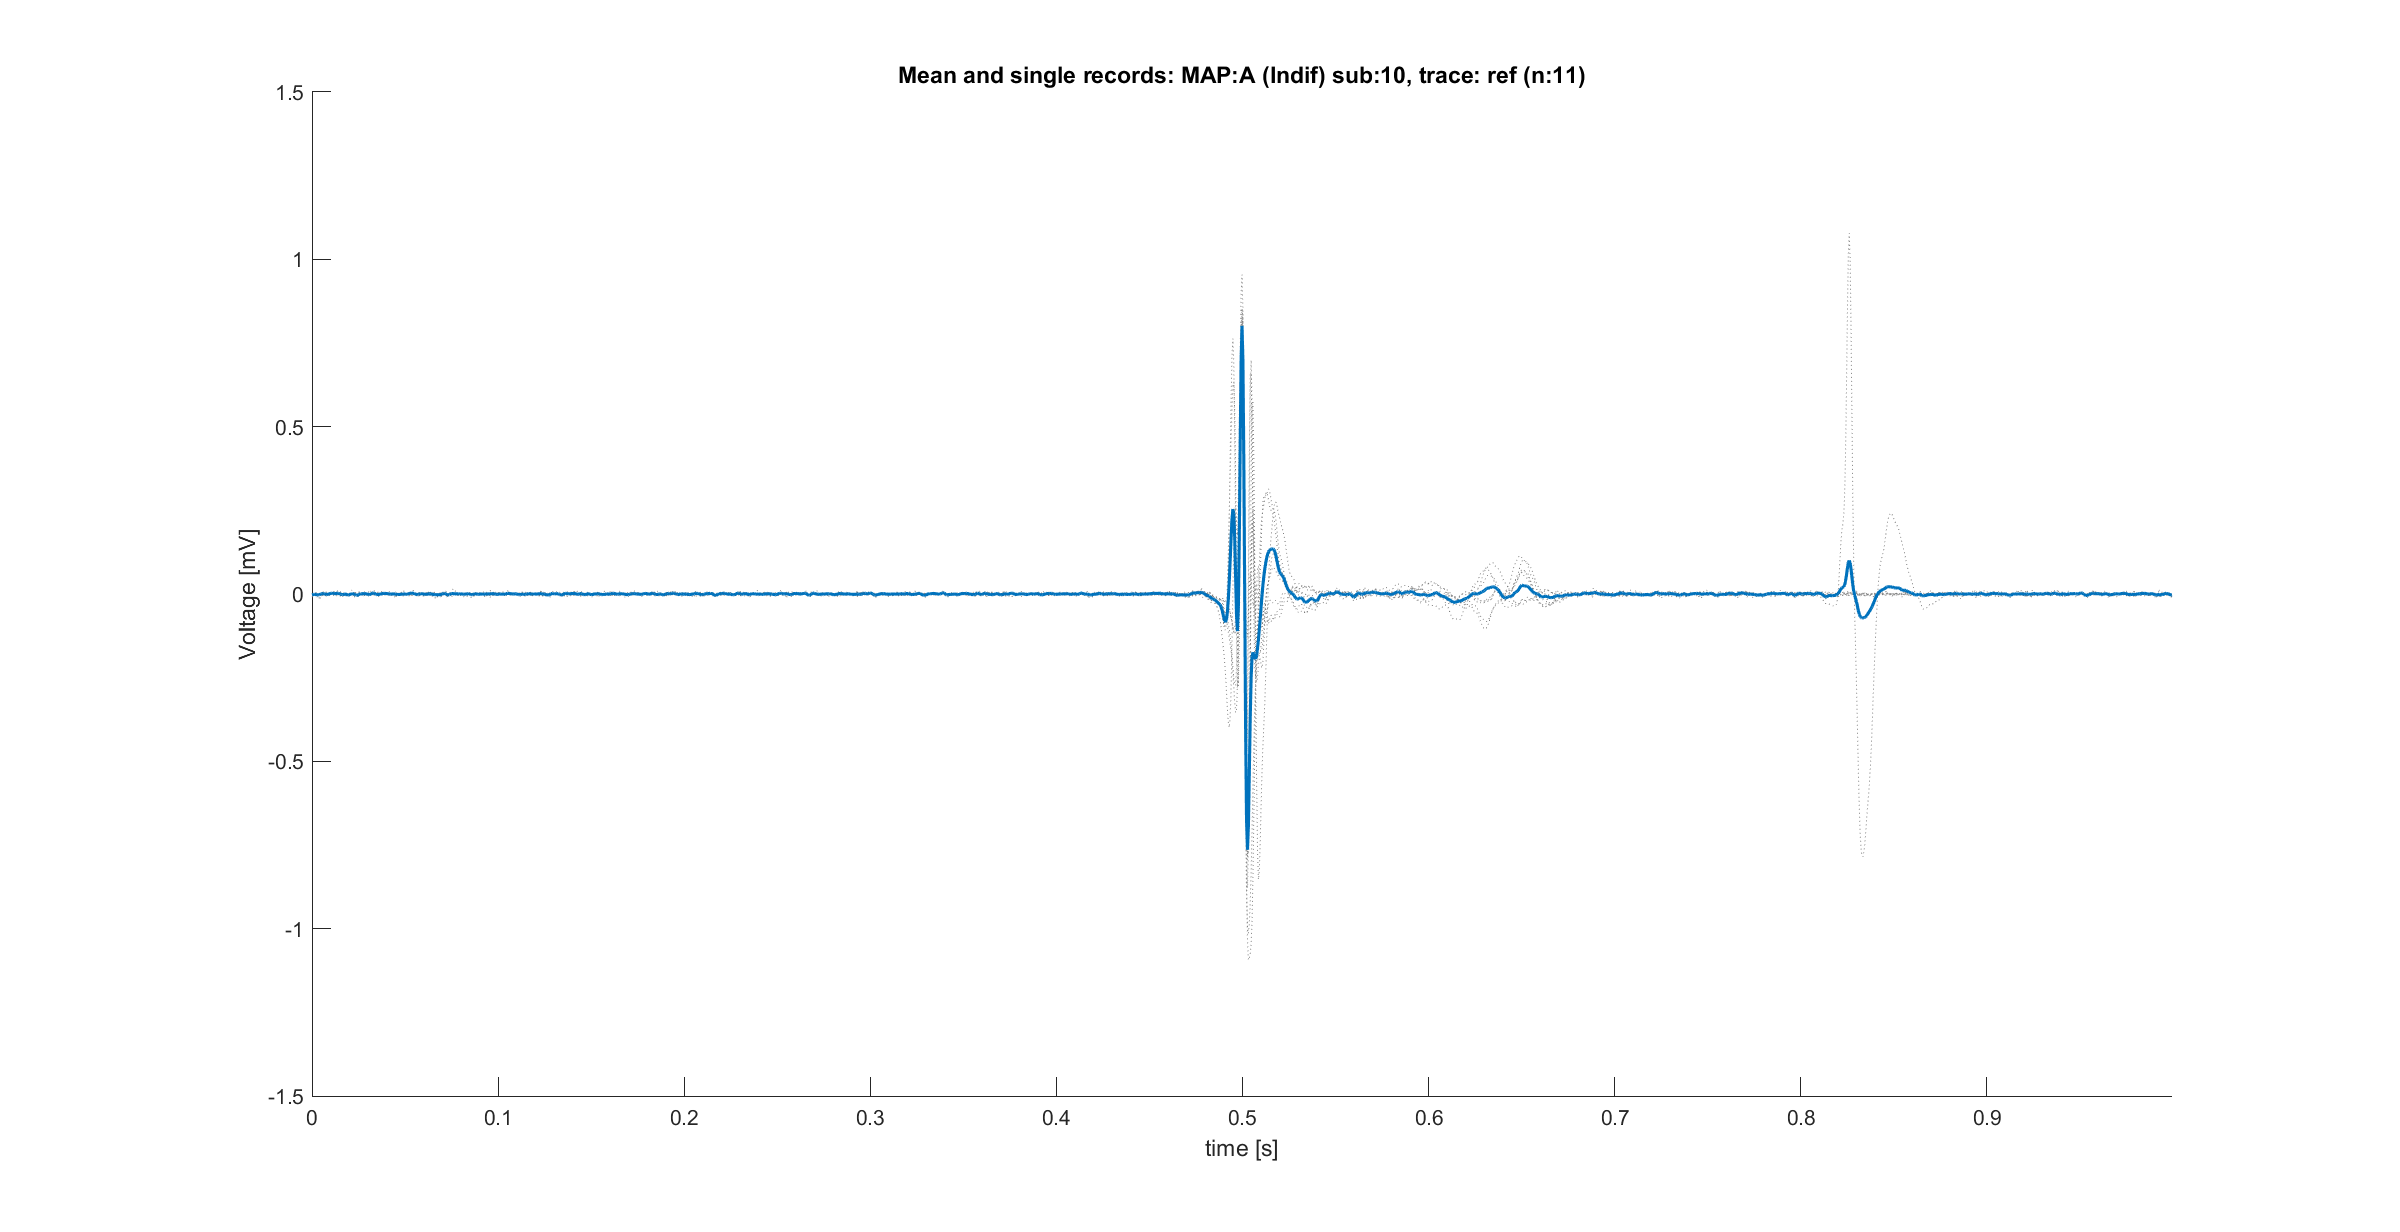 Mean and single records: MAP:A (Indif) sub:10, trace: ref (n:11)
1.5
1
0.5
0
-0.5
-1
-1.5
Voltage [mV]
0 0.1 0.2 0.3 0.4 0.5 0.6 0.7 0.8 0.9
time [s]